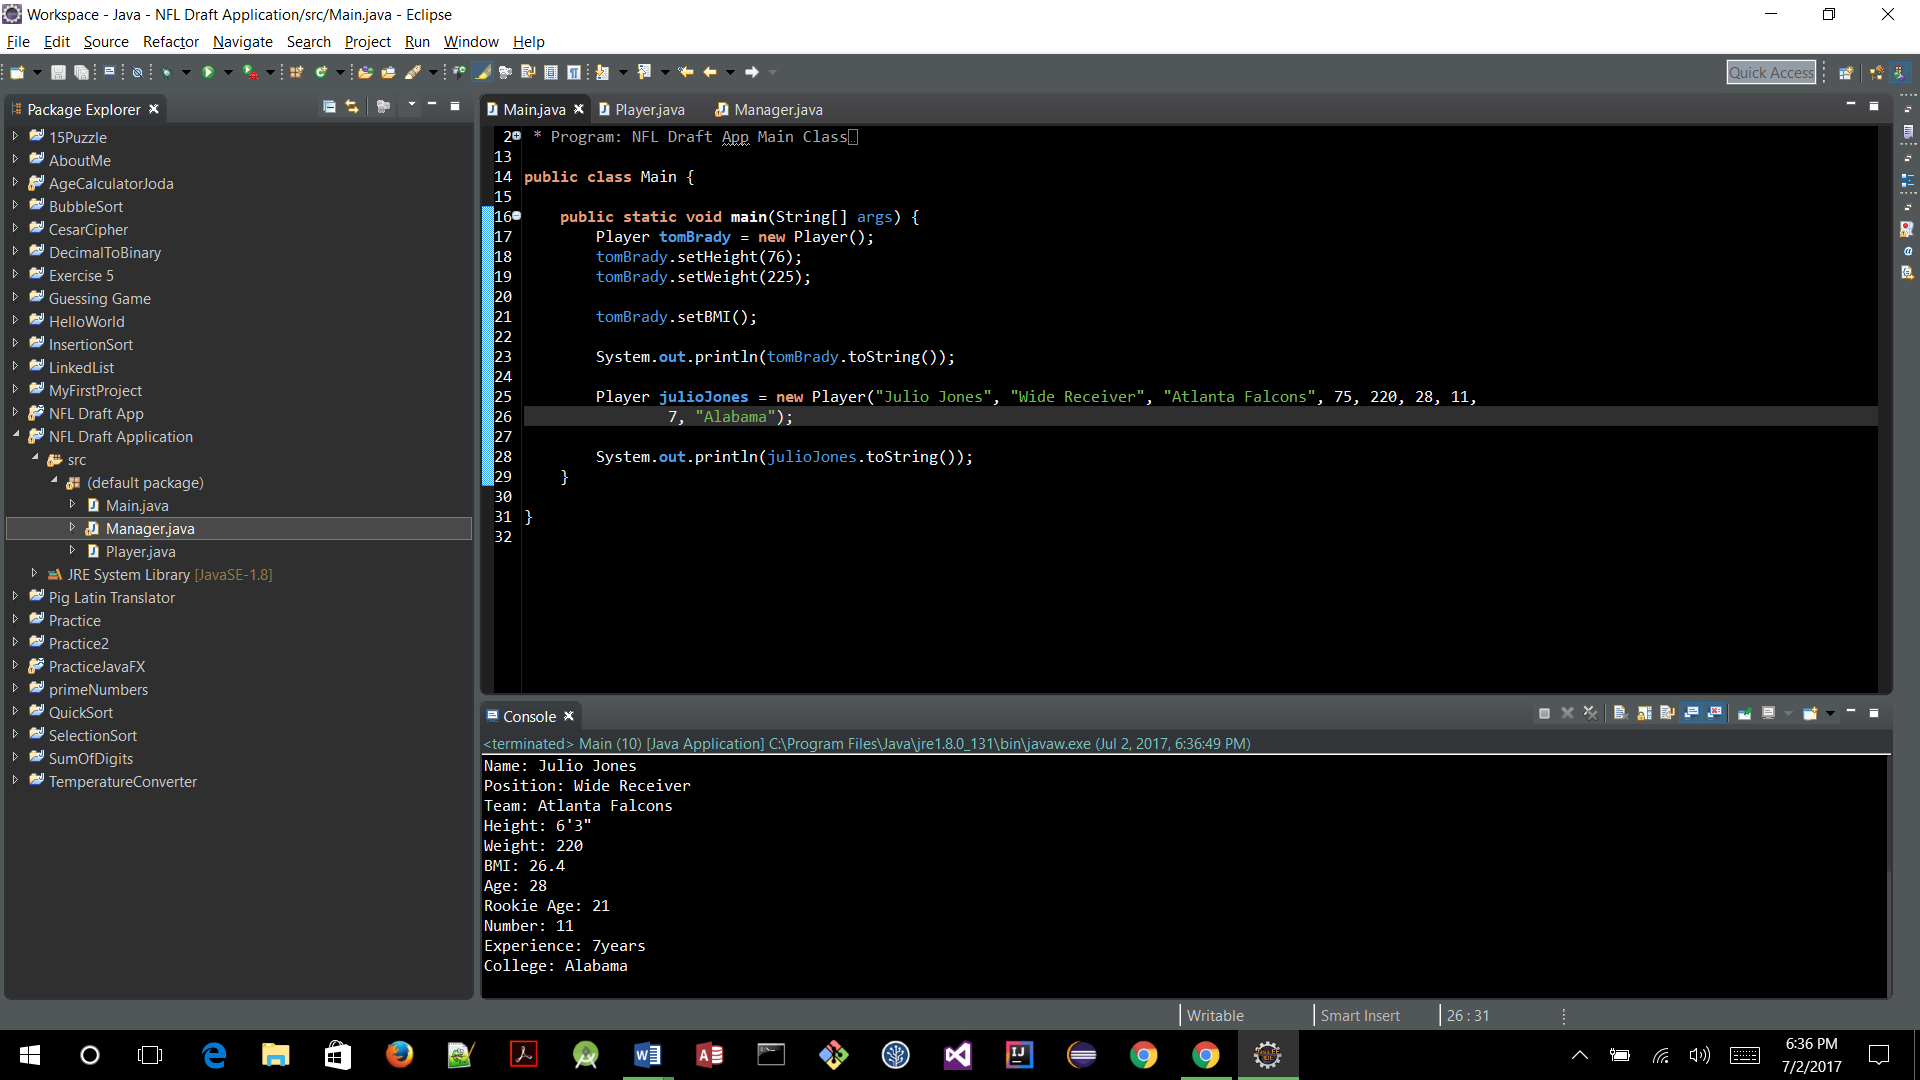 Workspace - Java - NFL Draft Application/src/Main.java - Eclipse
File Edit Source Refactor Navigate Search Project Run Window Help
Quick Access
Package Explorer
15Puzzle
AboutMe
AgeCalculatorJoda
BubbleSort
CesarCipher
DecimalToBinary
Exercise 5
Guessing Game
HelloWorld
InsertionSort
LinkedList
MyFirstProject
NFL Draft App
NFL Draft Application
src
(default package)
Main.java
Manager.java
Player.java
JRE System Library [JavaSE-1.8]
Pig Latin Translator
Practice
Practice2
PracticeJavaFX
primeNumbers
QuickSort
SelectionSort
SumOfDigits
TemperatureConverter
Main.java Player.java Manager.java
2 * Program: NFL Draft App Main Class
13
14 public class Main {
15
16 public static void main(String[] args) {
17 Player tomBrady = new Player();
18 tomBrady.setHeight(76);
19 tomBrady.setWeight(225);
20
21 tomBrady.setBMI();
22
23 System.out.println(tomBrady.toString());
24
25 Player julioJones = new Player("Julio Jones", "Wide Receiver", "Atlanta Falcons", 75, 220, 28, 11,
26 7, "Alabama");
27
28 System.out.println(julioJones.toString());
29 }
30
31 }
32
Console
<terminated> Main (10) [Java Application] C:\Program Files\Java\jre1.8.0_131\bin\javaw.exe (Jul 2, 2017, 6:36:49 PM)
Name: Julio Jones
Position: Wide Receiver
Team: Atlanta Falcons
Height: 6'3"
Weight: 220
BMI: 26.4
Age: 28
Rookie Age: 21
Number: 11
Experience: 7years
College: Alabama
Writable Smart Insert 26 : 31
6:36 PM
7/2/2017